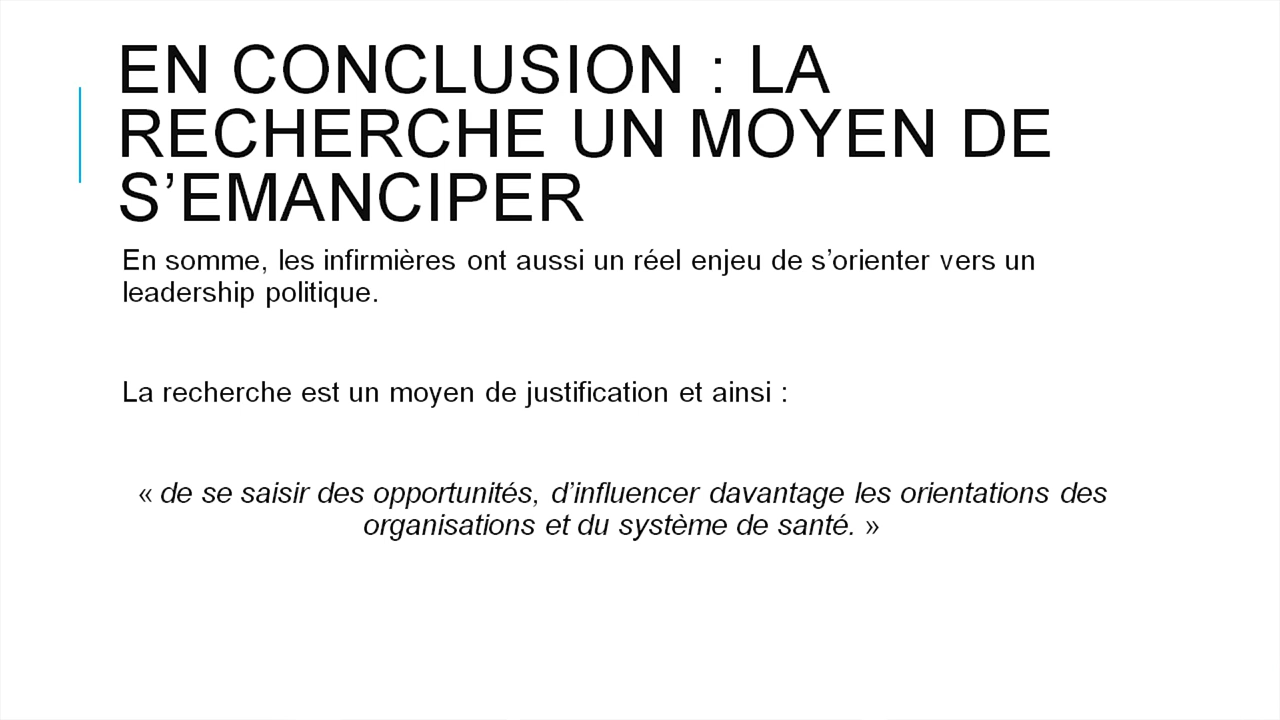 EN CONCLUSION : LA
RECHERCHE UN MOYEN DE
S’EMANCIPER
En somme, les infirmières ont aussi un réel enjeu de s’orienter vers un
leadership politique.
La recherche est un moyen de justification et ainsi :
« de se saisir des opportunités, d’influencer davantage les orientations des
organisations et du système de santé. »